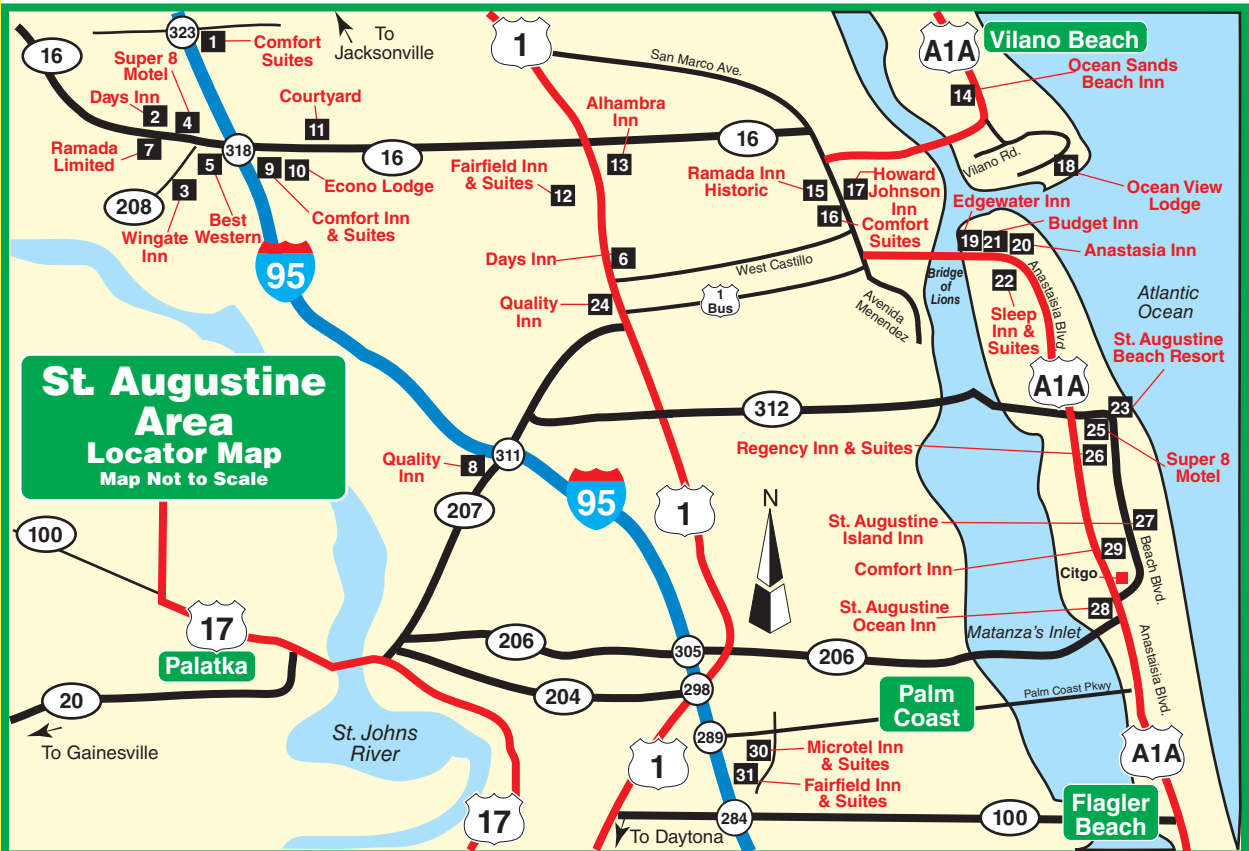 St. Augustine
Area
Locator Map
Map Not to Scale
323
1
Comfort
Suites
To
Jacksonville
1
San Marco Ave.
A1A
Vilano Beach
Ocean Sands
Beach Inn
14
16
Super 8
Motel
Days Inn
2
4
Courtyard
11
Alhambra
Inn
13
Ramada
Limited
7
318
16
16
5
9
10
Econo Lodge
3
208
Wingate
Inn
Best
Western
Comfort Inn
& Suites
Fairfield Inn
& Suites
12
Ramada Inn
Historic
15
17
Howard
Johnson
Inn
16
Comfort
Suites
Vilano Rd.
18
Ocean View
Lodge
Edgewater Inn
Budget Inn
19
21
20
Anastasia Inn
95
Days Inn
6
West Castillo
Bridge
of
Lions
22
Sleep
Inn &
Suites
Anastaisia Blvd
Atlantic
Ocean
Quality
Inn
24
1
Bus
Avenida
Menendez
St. Augustine
Beach Resort
A1A
312
23
25
Regency Inn & Suites
26
Super 8
Motel
Quality
Inn
8
311
95
207
1
N
100
St. Augustine
Island Inn
27
29
Comfort Inn
Citgo
Beach Blvd.
St. Augustine
Ocean Inn
28
17
Palatka
206
305
206
Matanza's Inlet
Anastaisia Blvd.
20
204
298
Palm Coast Pkwy
Palm
Coast
To Gainesville
St. Johns
River
289
1
30
Microtel Inn
& Suites
31
Fairfield Inn
& Suites
A1A
17
284
100
Flagler
Beach
To Daytona